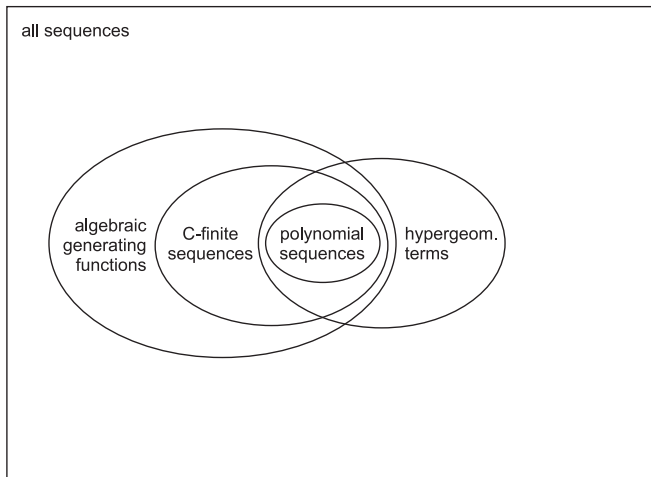 all sequences
algebraic
generating
functions
C-finite
sequences
polynomial
sequences
hypergeom.
terms